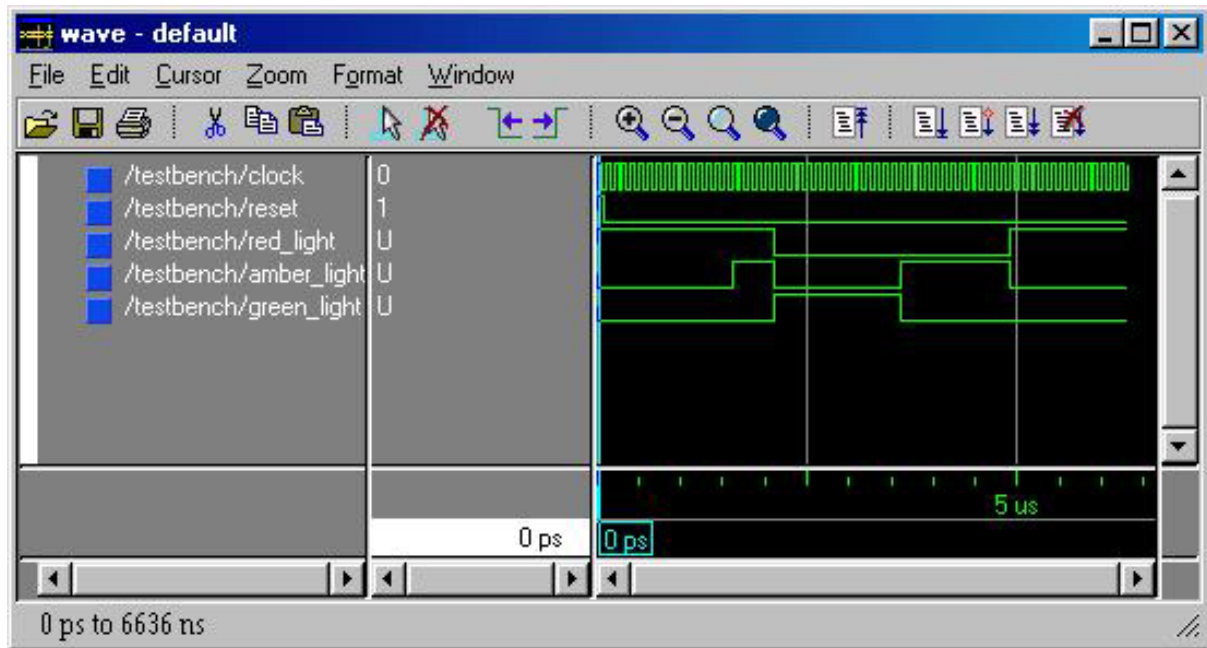 wave - default
File Edit Cursor Zoom Format Window
/testbench/clock 0
/testbench/reset 1
/testbench/red_light U
/testbench/amber_light U
/testbench/green_light U
5 us
0 ps 0 ps
0 ps to 6636 ns